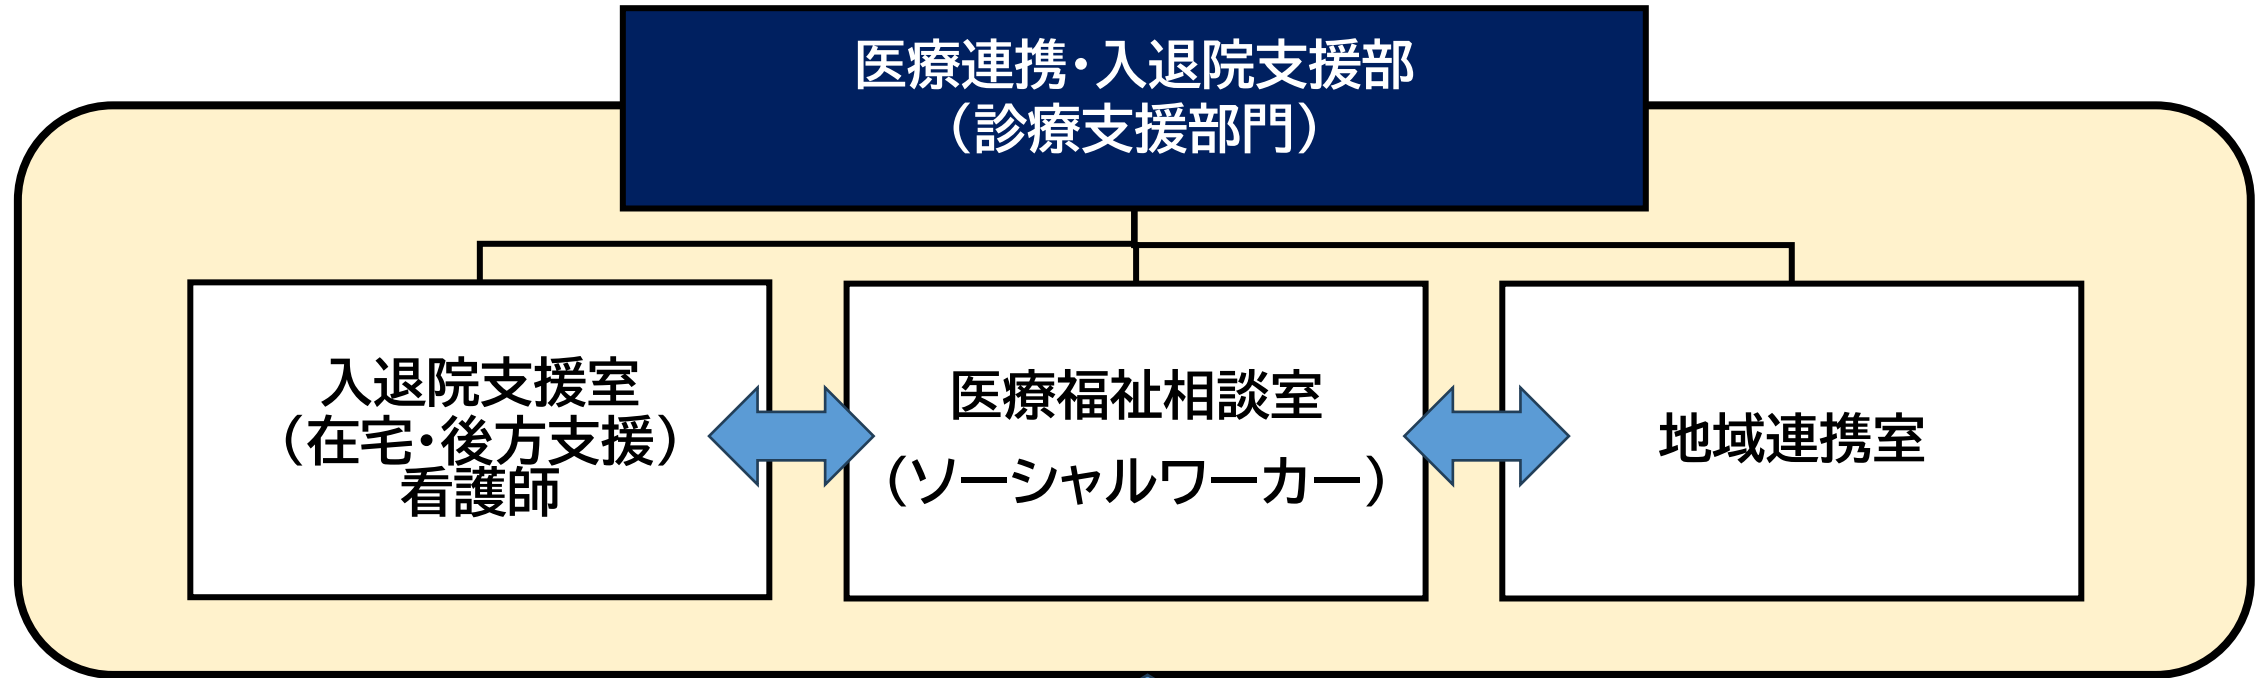 医療連携・入退院支援部
（診療支援部門）
入退院支援室
（在宅・後方支援）
看護師
医療福祉相談室
（ソーシャルワーカー）
地域連携室